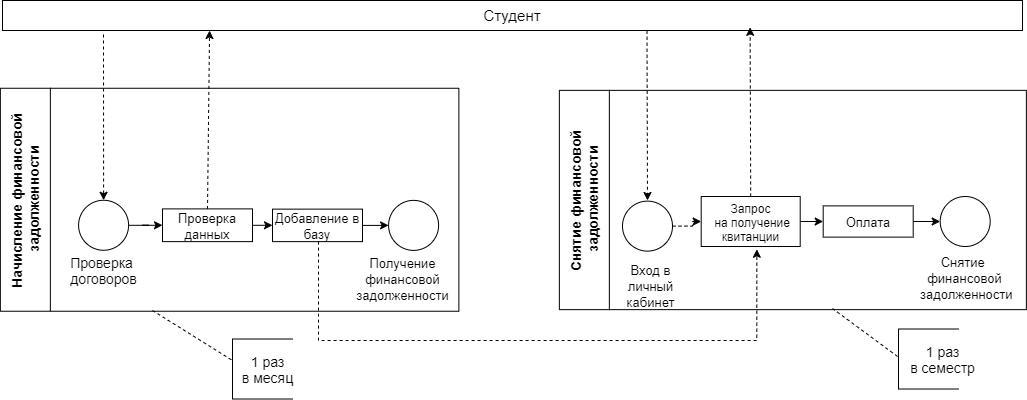 Студент
Начиспение финансовой
задолженности
Проверка
договоров
Проверка
данных
Добавление в
базу
Получение
финансовой
задолженности
1 раз
в месяц
Снятие финансовой
задолженности
Вход в
личный
кабинет
Запрос
на получение
квитанции
Оплата
Снятие
финансовой
задолженности
1 раз
в семестр